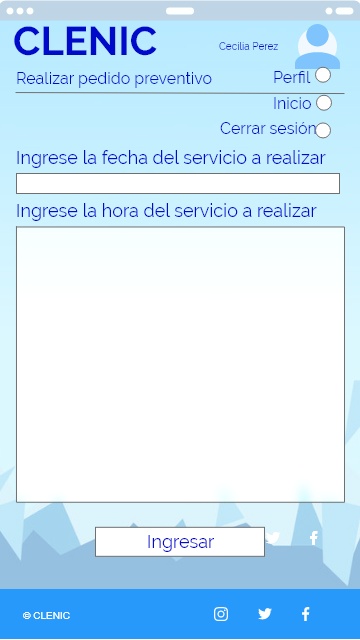 CLENIC
Cecilia Perez
Realizar pedido preventivo
Perfil
Inicio
Cerrar sesión
Ingrese la fecha del servicio a realizar
Ingrese la hora del servicio a realizar
Ingresar
© CLENIC